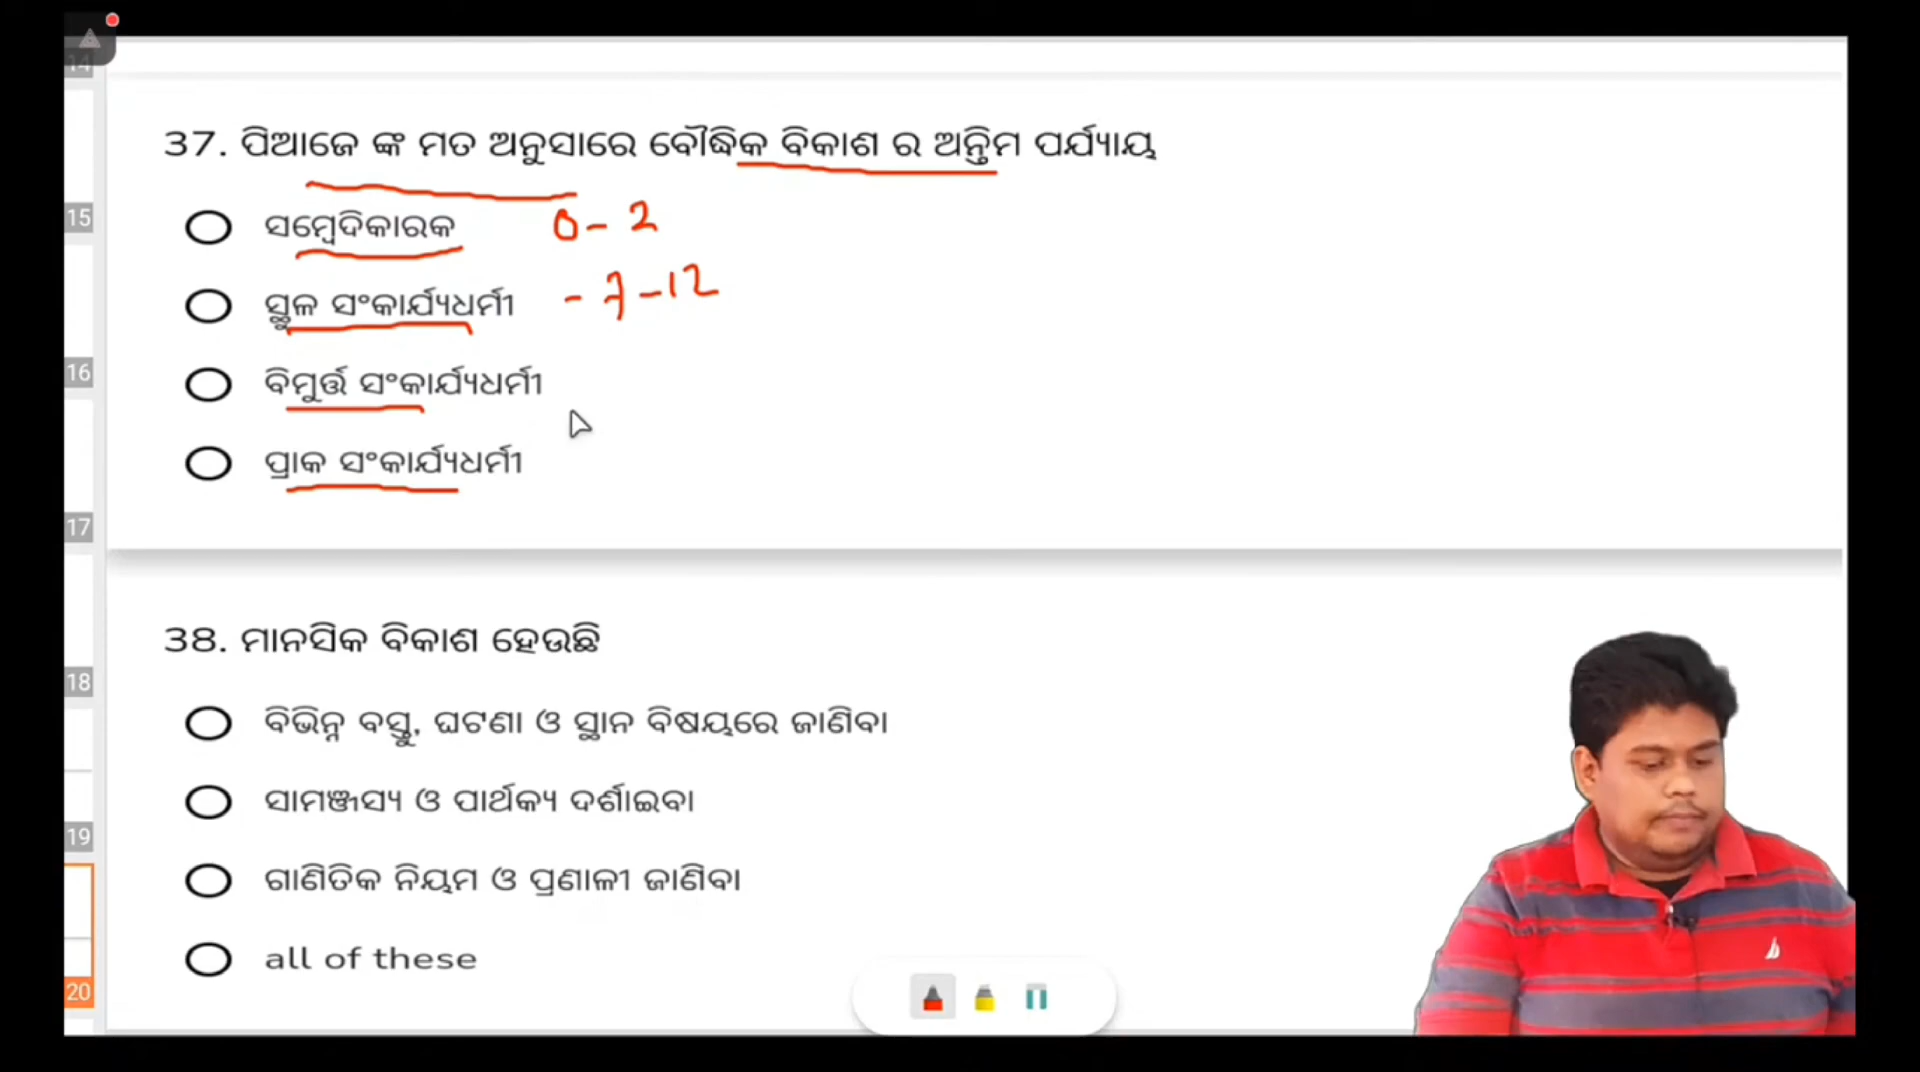 14
37. ପିଆଜେ ଙ୍କ ମତ ଅନୁସାରେ ବୌଦ୍ଧିକ ବିକାଶ ର ଅନ୍ତିମ ପର୍ଯ୍ୟାୟ
15
ସମ୍ବେଦିକାରକ 0 - 2
ସ୍ଥୁଳ ସଂକାର୍ଯ୍ୟଧର୍ମୀ - 7 - 12
16
ବିମୁର୍ତ୍ତ ସଂକାର୍ଯ୍ୟଧର୍ମୀ
ପ୍ରାକ ସଂକାର୍ଯ୍ୟଧର୍ମୀ
17
38. ମାନସିକ ବିକାଶ ହେଉଛି
18
ବିଭିନ୍ନ ବସ୍ତୁ, ଘଟଣା ଓ ସ୍ଥାନ ବିଷୟରେ ଜାଣିବା
ସାମଞ୍ଜସ୍ୟ ଓ ପାର୍ଥକ୍ୟ ଦର୍ଶାଇବା
19
ଗାଣିତିକ ନିୟମ ଓ ପ୍ରଣାଳୀ ଜାଣିବା
all of these
20